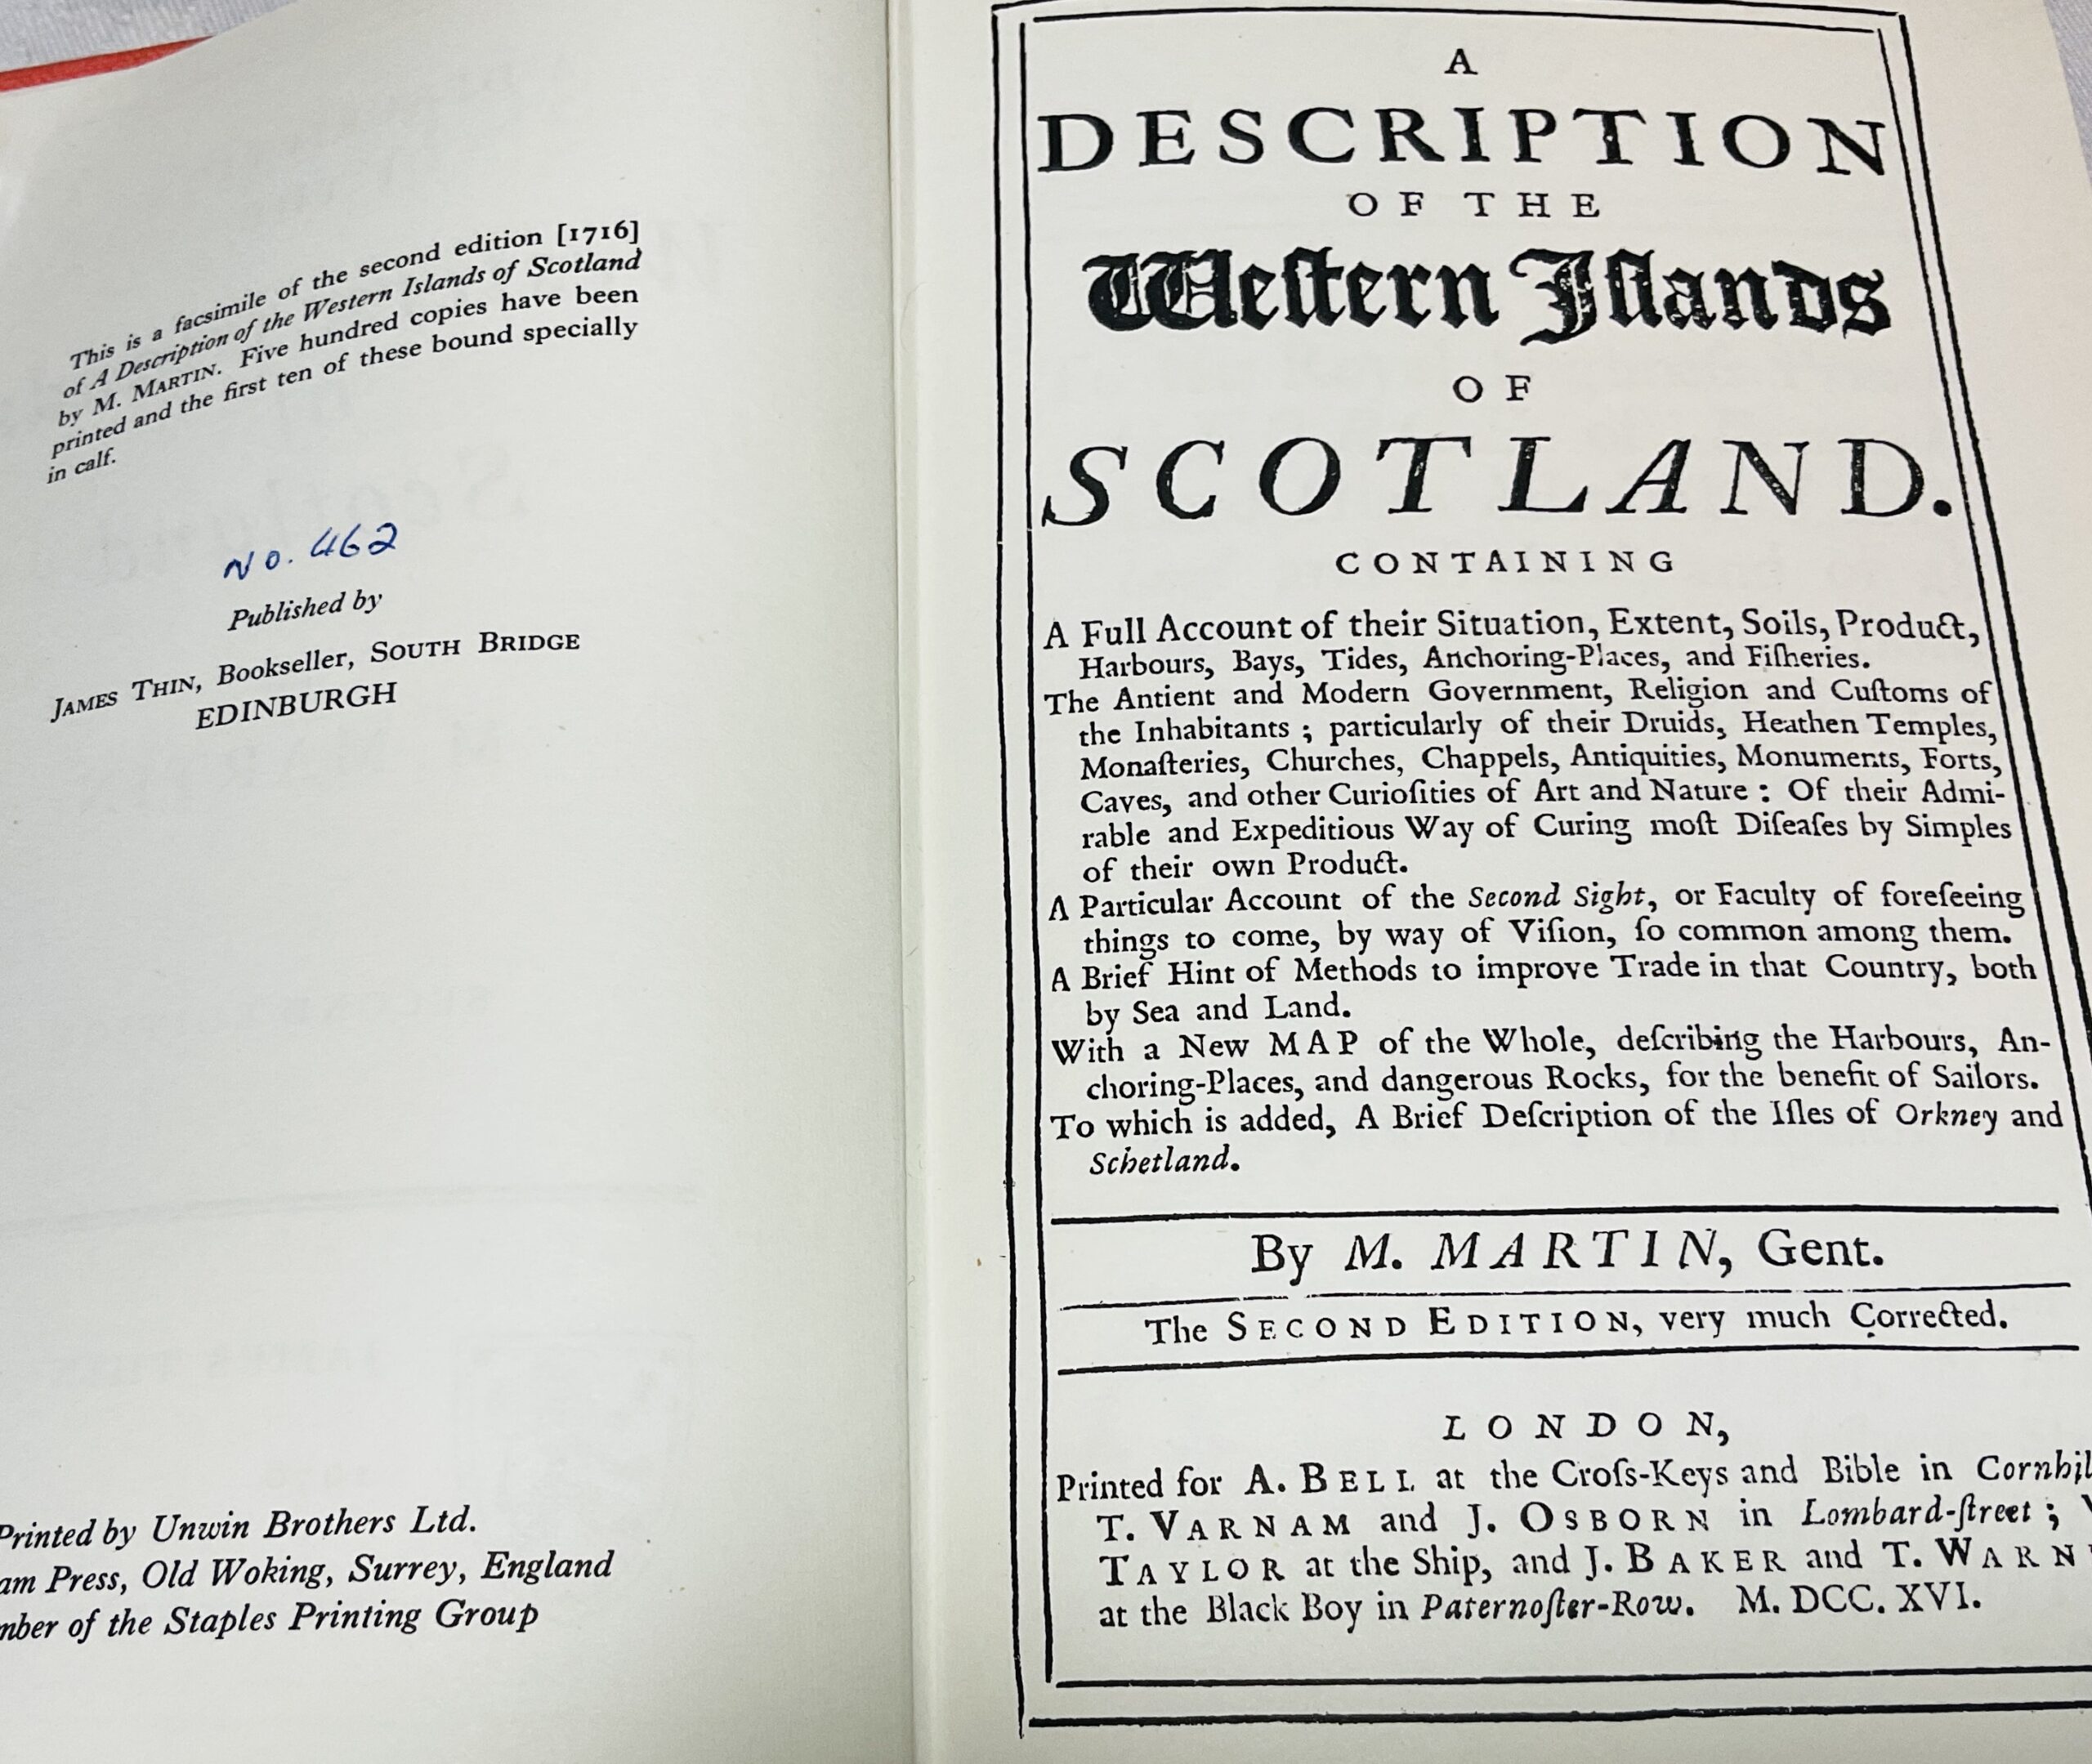 This is a facsimile of the second edition [1716]
of A Description of the Western Islands of Scotland
by M. MARTIN. Five hundred copies have been
printed and the first ten of these bound specially
in calf.
No. 462
Published by
JAMES THIN, Bookseller, SOUTH BRIDGE
EDINBURGH
Printed by Unwin Brothers Ltd.
Press, Old Woking, Surrey, England
of the Staples Printing Group
A
DESCRIPTION
OF THE
Weſtern Iſlands
OF
SCOTLAND.
CONTAINING
A Full Account of their Situation, Extent, Soils, Product,
Harbours, Bays, Tides, Anchoring-Places, and Fiſheries.
The Antient and Modern Government, Religion and Cuſtoms of
the Inhabitants ; particularly of their Druids, Heathen Temples,
Monaſteries, Churches, Chappels, Antiquities, Monuments, Forts,
Caves, and other Curioſities of Art and Nature : Of their Admi-
rable and Expeditious Way of Curing moſt Diſeaſes by Simples
of their own Product.
A Particular Account of the Second Sight, or Faculty of foreſeeing
things to come, by way of Viſion, ſo common among them.
A Brief Hint of Methods to improve Trade in that Country, both
by Sea and Land.
With a New MAP of the Whole, deſcribing the Harbours, An-
choring-Places, and dangerous Rocks, for the benefit of Sailors.
To which is added, A Brief Deſcription of the Iſles of Orkney and
Schetland.
By M. MARTIN, Gent.
The SECOND EDITION, very much Corrected.
LONDON,
Printed for A. BELL at the Croſs-Keys and Bible in Cornhil
T. VARNAM and J. OSBORN in Lombard-ſtreet ;
TAYLOR at the Ship, and J. BAKER and T. WARN
at the Black Boy in Paternoſter-Row. M. DCC. XVI.